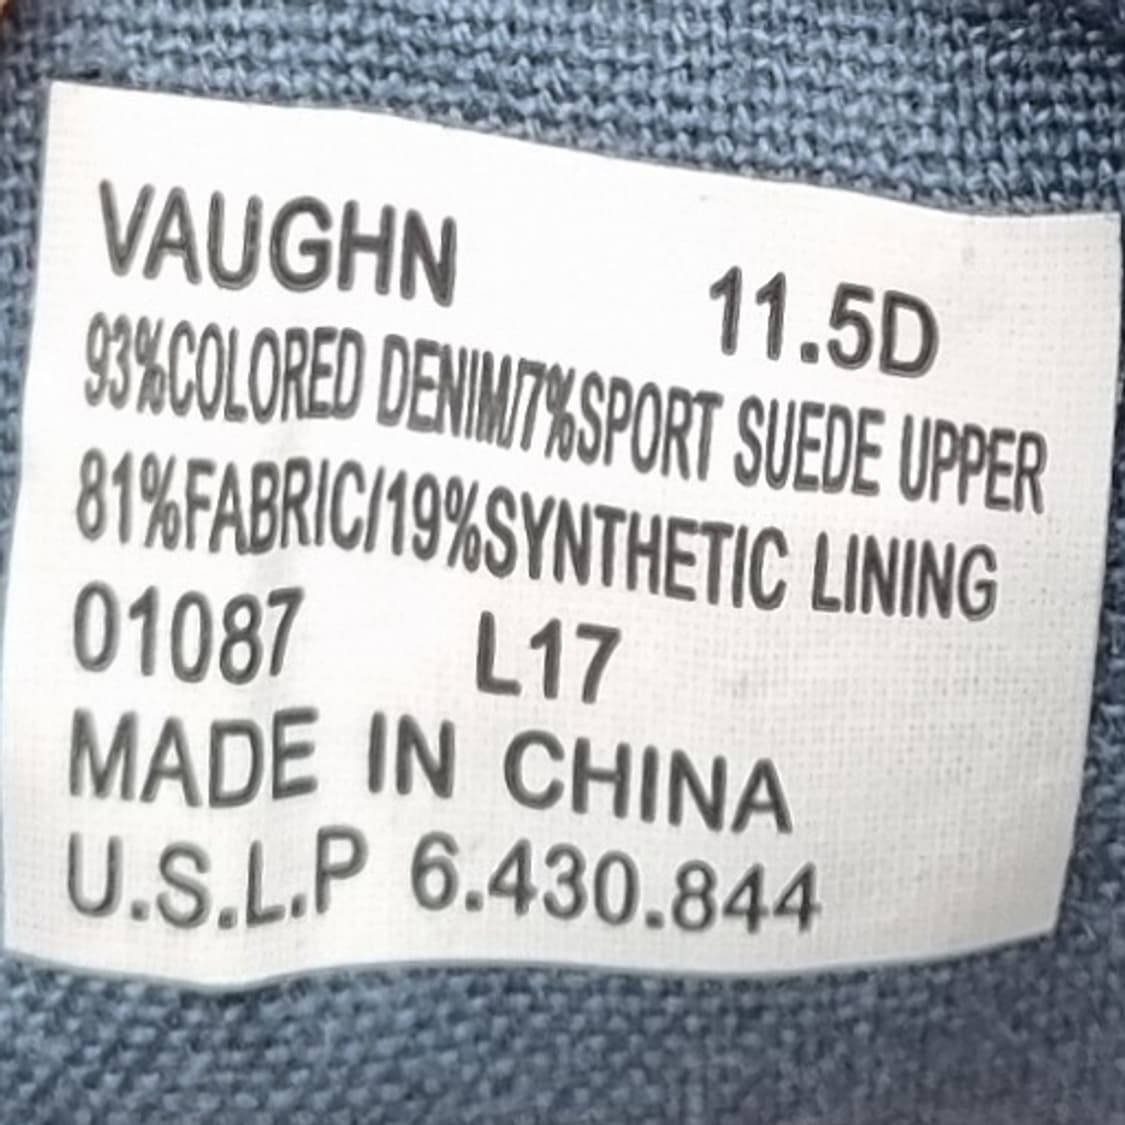 VAUGHN 11.5D
93%COLORED DENIM/7%SPORT SUEDE UPPER
81%FABRIC/19%SYNTHETIC LINING
01087 L17
MADE IN CHINA
U.S.L.P 6.430.844